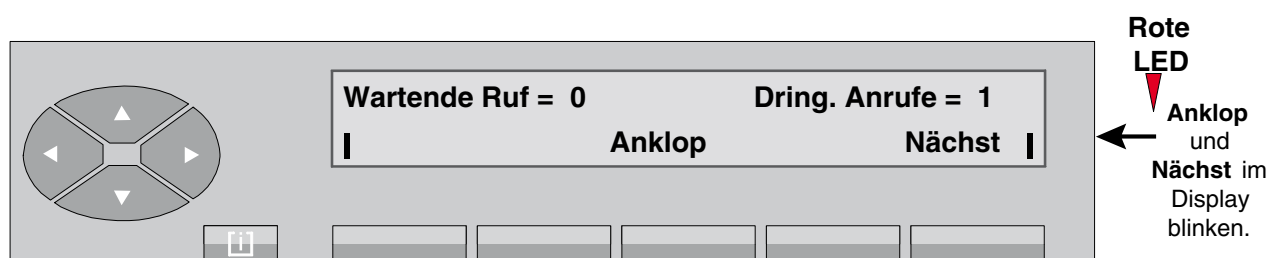 Wartende Ruf = 0 Dring. Anrufe = 1
Anklop Nächst
[i]
Rote
LED
Anklop
und
Nächst im
Display
blinken.